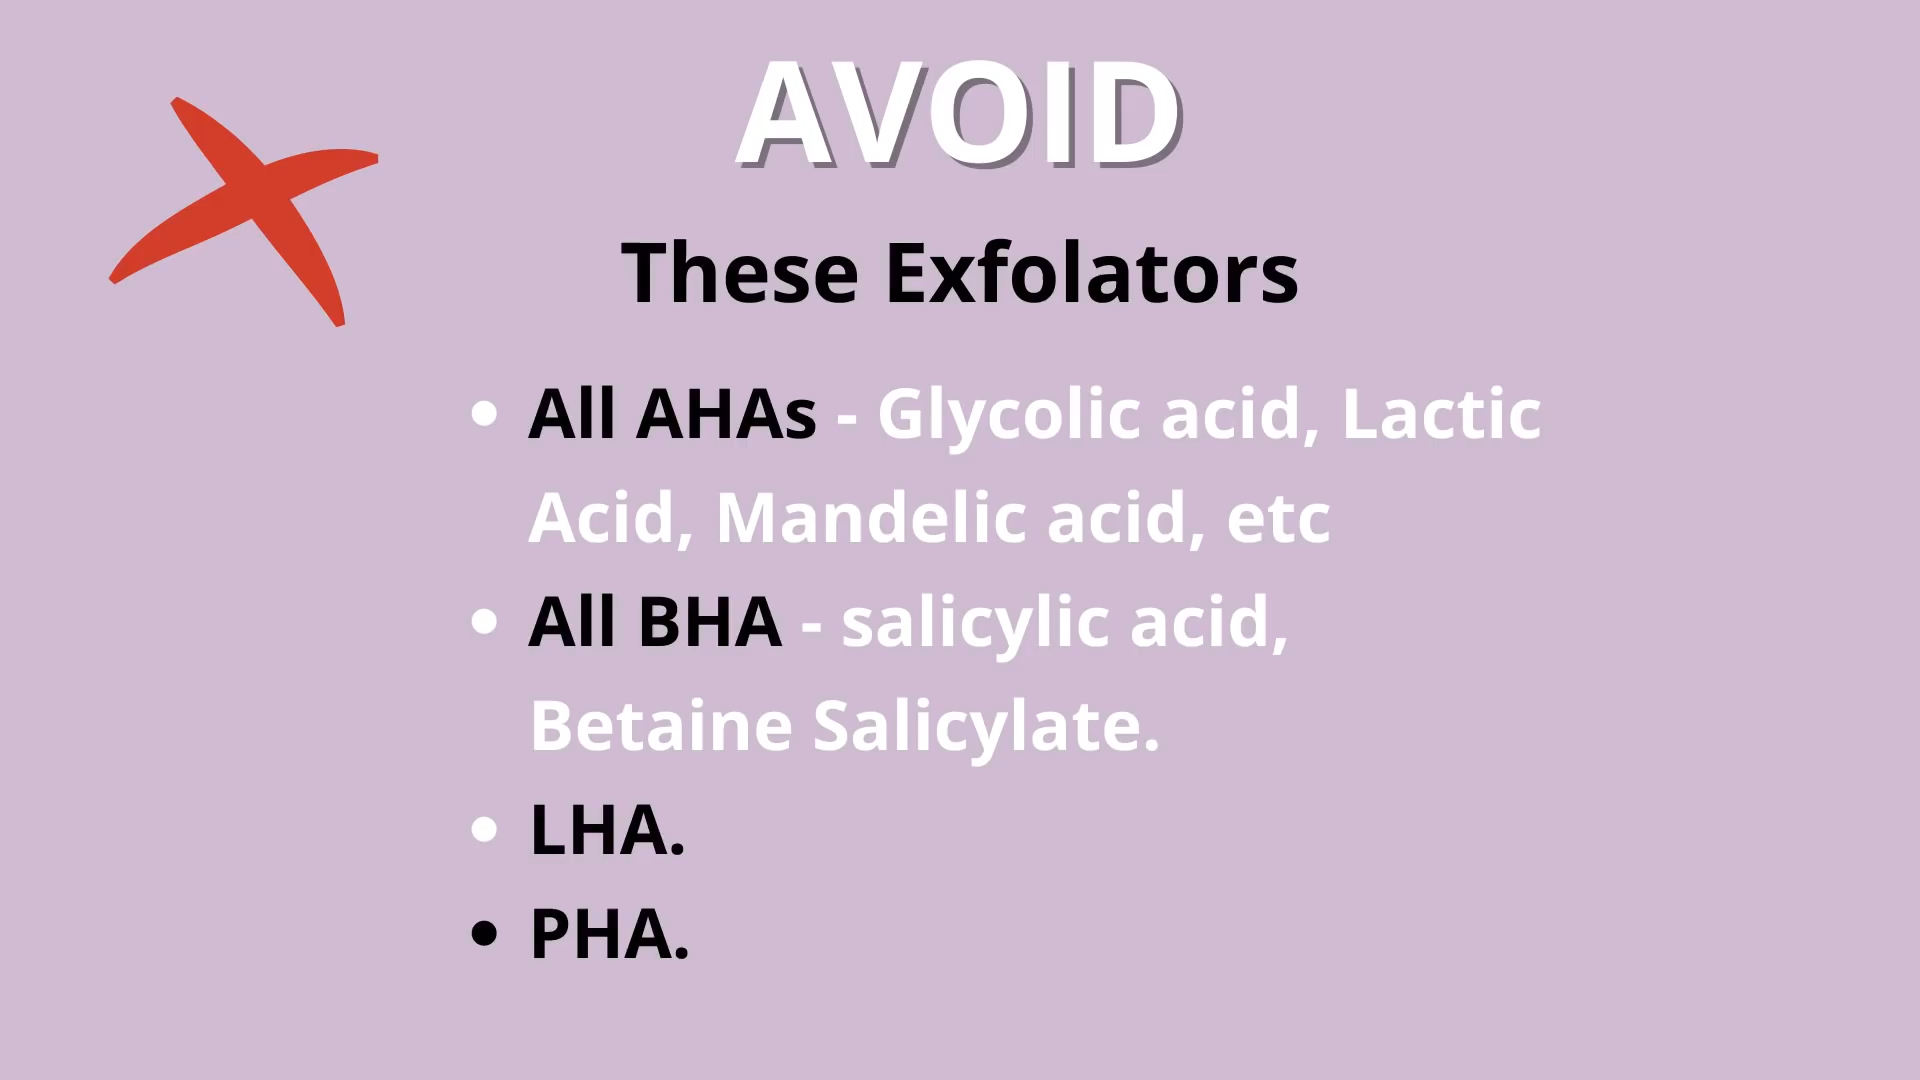 AVOID
These Exfolators
• All AHAs - Glycolic acid, Lactic
Acid, Mandelic acid, etc
• All BHA - salicylic acid,
Betaine Salicylate.
• LHA.
• PHA.